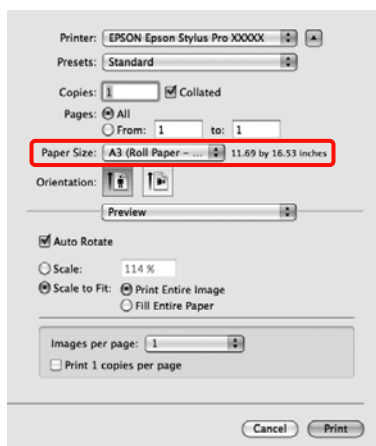 Printer: EPSON Epson Stylus Pro XXXXX
Presets: Standard
Copies: 1 Collated
Pages: All
From: 1 to: 1
Paper Size: A3 (Roll Paper – ... 11.69 by 16.53 inches
Orientation:
Preview
Auto Rotate
Scale: 114 %
Scale to Fit: Print Entire Image
Fill Entire Paper
Images per page: 1
Print 1 copies per page
Cancel Print